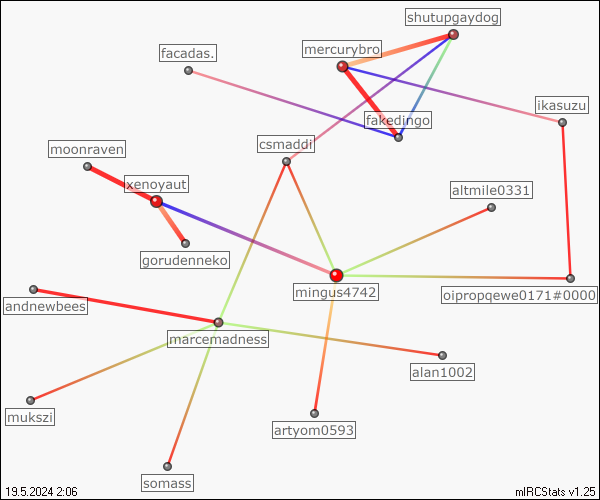 shutupgaydog
mercurybro
facadas.
ikasuzu
fakedingo
csmaddi
moonraven
xenoyaut
altmile0331
gorudenneko
mingus4742
oipropqewe0171#0000
andnewbees
marcemadness
alan1002
mukszi
artyom0593
somass
19.5.2024 2:06
mIRCStats v1.25